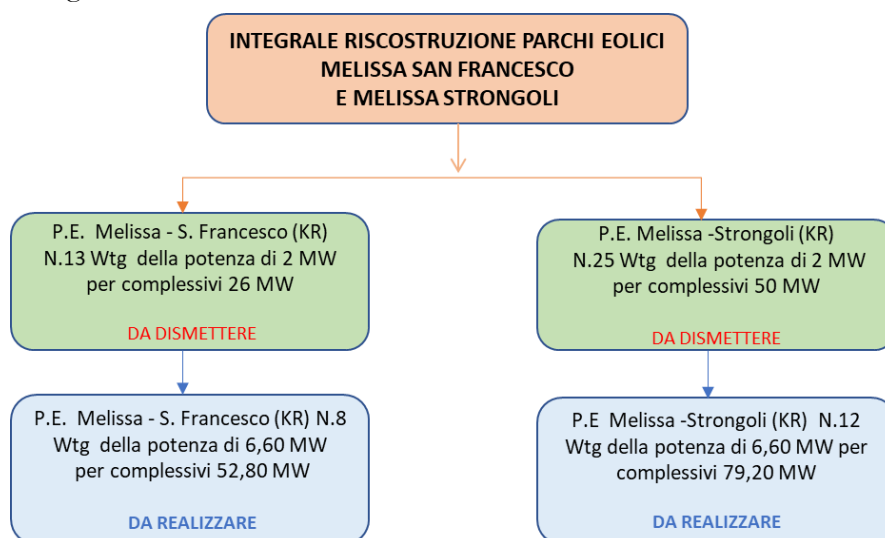 INTEGRALE RISCOSTRUZIONE PARCHI EOLICI
MELISSA SAN FRANCESCO
E MELISSA STRONGOLI
P.E. Melissa - S. Francesco (KR)
N.13 Wtg della potenza di 2 MW
per complessivi 26 MW
DA DISMETTERE
P.E. Melissa -Strongoli (KR)
N.25 Wtg della potenza di 2 MW
per complessivi 50 MW
DA DISMETTERE
P.E. Melissa - S. Francesco (KR) N.8
Wtg della potenza di 6,60 MW
per complessivi 52,80 MW
DA REALIZZARE
P.E Melissa -Strongoli (KR) N.12
Wtg della potenza di 6,60 MW per
complessivi 79,20 MW
DA REALIZZARE